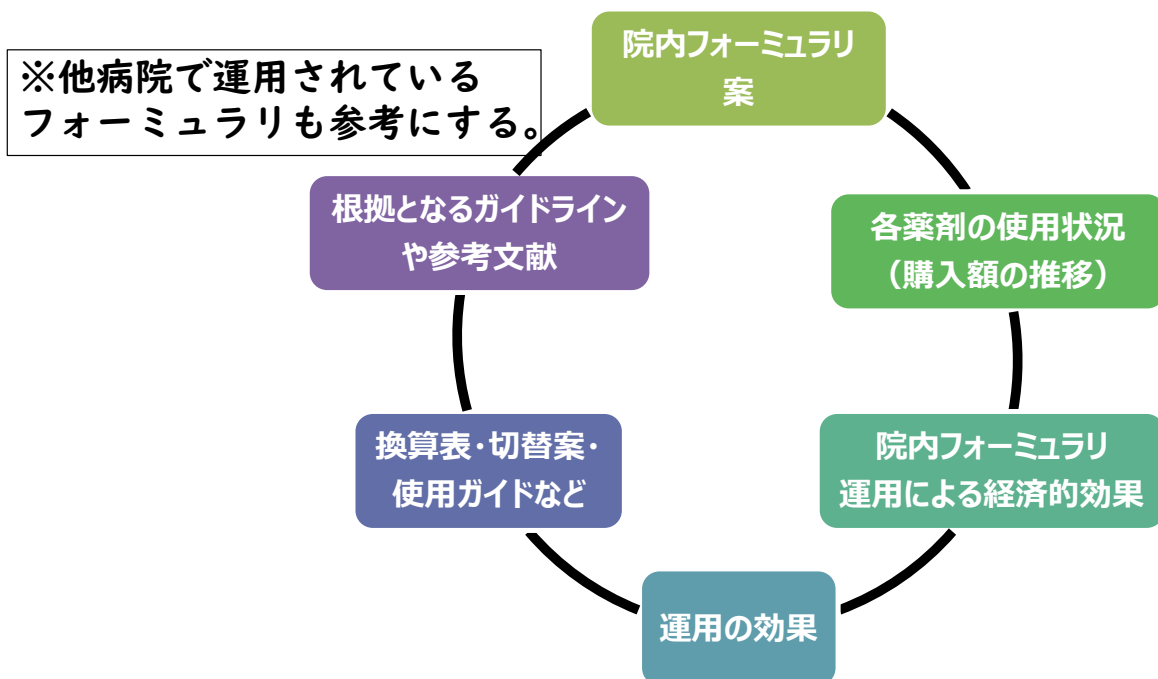 院内フォーミュラリ
案
※他病院で運用されている
フォーミュラリも参考にする。
根拠となるガイドライン
や参考文献
各薬剤の使用状況
（購入額の推移）
換算表・切替案・
使用ガイドなど
院内フォーミュラリ
運用による経済的効果
運用の効果